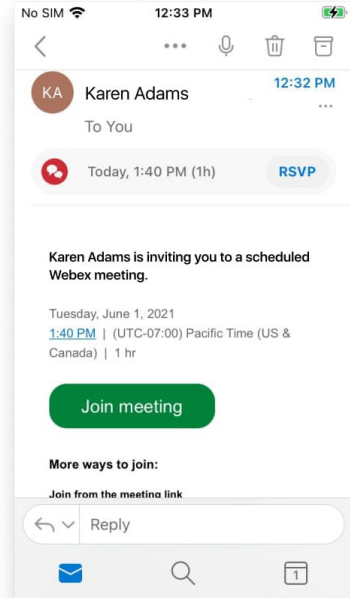 No SIM 12:33 PM
KA Karen Adams 12:32 PM
To You
Today, 1:40 PM (1h) RSVP
Karen Adams is inviting you to a scheduled
Webex meeting.
Tuesday, June 1, 2021
1:40 PM | (UTC-07:00) Pacific Time (US &
Canada) | 1 hr
Join meeting
More ways to join:
Join from the meeting link
Reply
1